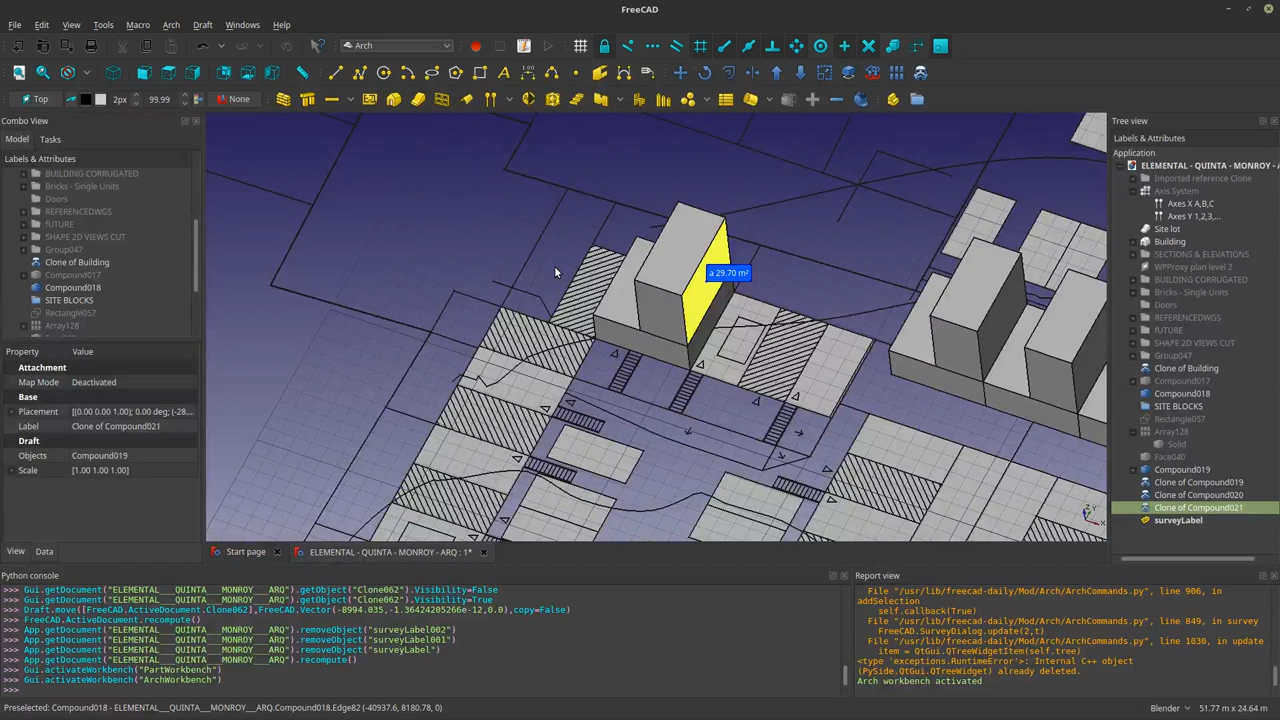 FreeCAD
File Edit View Tools Macro Arch Draft Windows Help
Arch
Top 2px 99.99 None
Combo View
Model Tasks
Labels & Attributes
BUILDING CORRUGATED
Bricks - Single Units
Doors
REFERENCEDWGS
fUTURE
SHAPE 2D VIEWS CUT
Group047
Clone of Building
Compound017
Compound018
SITE BLOCKS
Rectangle057
Array128
Property Value
Attachment
Map Mode Deactivated
Base
Placement [(0.00 0.00 1.00); 0.00 deg; (-28....
Label Clone of Compound021
Draft
Objects Compound019
Scale [1.00 1.00 1.00]
View Data
a 29.70 m²
Start page ELEMENTAL - QUINTA - MONROY - ARQ : 1*
Tree view
Labels & Attributes
Application
ELEMENTAL - QUINTA - MONROY - A
Imported reference Clone
Axis System
Axes X A,B,C
Axes Y 1,2,3,...
Site lot
Building
SECTIONS & ELEVATIONS
WPProxy plan level 2
BUILDING CORRUGATED
Bricks - Single Units
Doors
REFERENCEDWGS
fUTURE
SHAPE 2D VIEWS CUT
Group047
Clone of Building
Compound017
Compound018
SITE BLOCKS
Rectangle057
Array128
Solid
Face040
Compound019
Clone of Compound019
Clone of Compound020
Clone of Compound021
surveyLabel
Python console
>>> Gui.getDocument("ELEMENTAL___QUINTA___MONROY___ARQ").getObject("Clone062").Visibility=False
>>> Gui.getDocument("ELEMENTAL___QUINTA___MONROY___ARQ").getObject("Clone062").Visibility=True
>>> Draft.move([FreeCAD.ActiveDocument.Clone062],FreeCAD.Vector(-8994.035,-1.36424205266e-12,0.0),copy=False)
>>> FreeCAD.ActiveDocument.recompute()
>>> App.getDocument("ELEMENTAL___QUINTA___MONROY___ARQ").removeObject("surveyLabel002")
>>> App.getDocument("ELEMENTAL___QUINTA___MONROY___ARQ").removeObject("surveyLabel001")
>>> App.getDocument("ELEMENTAL___QUINTA___MONROY___ARQ").removeObject("surveyLabel")
>>> App.getDocument("ELEMENTAL___QUINTA___MONROY___ARQ").recompute()
>>> Gui.activateWorkbench("PartWorkbench")
>>> Gui.activateWorkbench("ArchWorkbench")
>>>
Report view
File "/usr/lib/freecad-daily/Mod/Arch/ArchCommands.py", line 906, in
addSelection
self.callback(True)
File "/usr/lib/freecad-daily/Mod/Arch/ArchCommands.py", line 849, in survey
FreeCAD.SurveyDialog.update(2,t)
File "/usr/lib/freecad-daily/Mod/Arch/ArchCommands.py", line 1030, in update
item = QtGui.QTreeWidgetItem(self.tree)
<type 'exceptions.RuntimeError'>: Internal C++ object
(PySide.QtGui.QTreeWidget) already deleted.
Arch workbench activated
Preselected: Compound018 - ELEMENTAL___QUINTA___MONROY___ARQ.Compound018.Edge82 (-40937.6, 8180.78, 0) Blender 51.77 m x 24.64 m